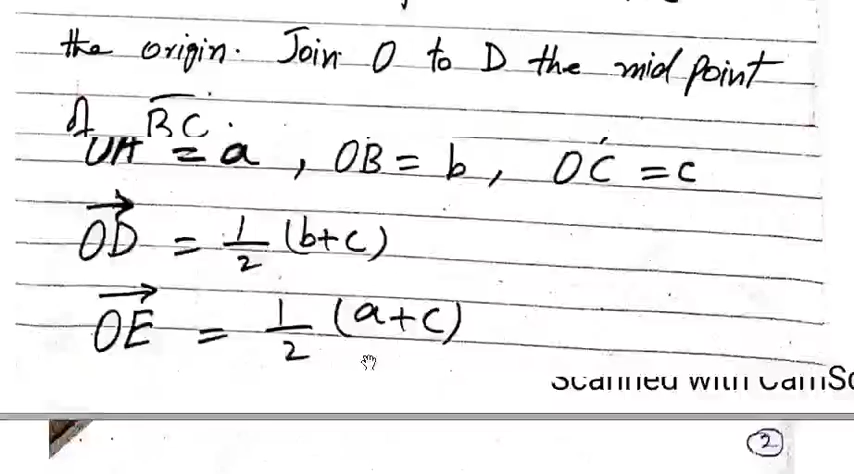 the origin. Join O to D the mid point
of BC.
OA = a, OB = b, OC = c
OD = 1/2 (b+c)
OE = 1/2 (a+c)
Scanned with CamSc
2